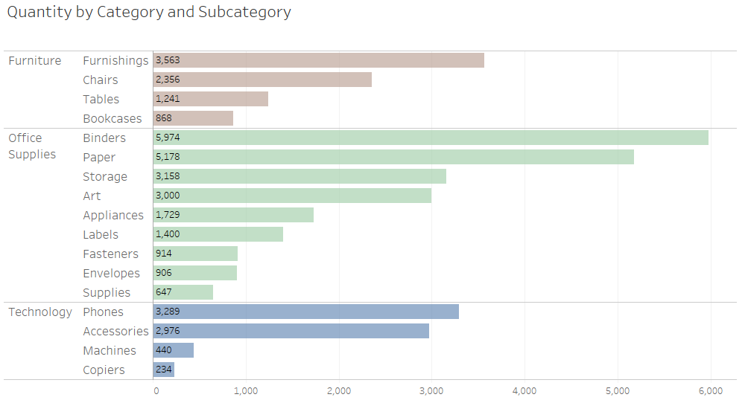 Quantity by Category and Subcategory
Furniture Furnishings 3,563
Chairs 2,356
Tables 1,241
Bookcases 868
Office Supplies Binders 5,974
Paper 5,178
Storage 3,158
Art 3,000
Appliances 1,729
Labels 1,400
Fasteners 914
Envelopes 906
Supplies 647
Technology Phones 3,289
Accessories 2,976
Machines 440
Copiers 234
0 1,000 2,000 3,000 4,000 5,000 6,000